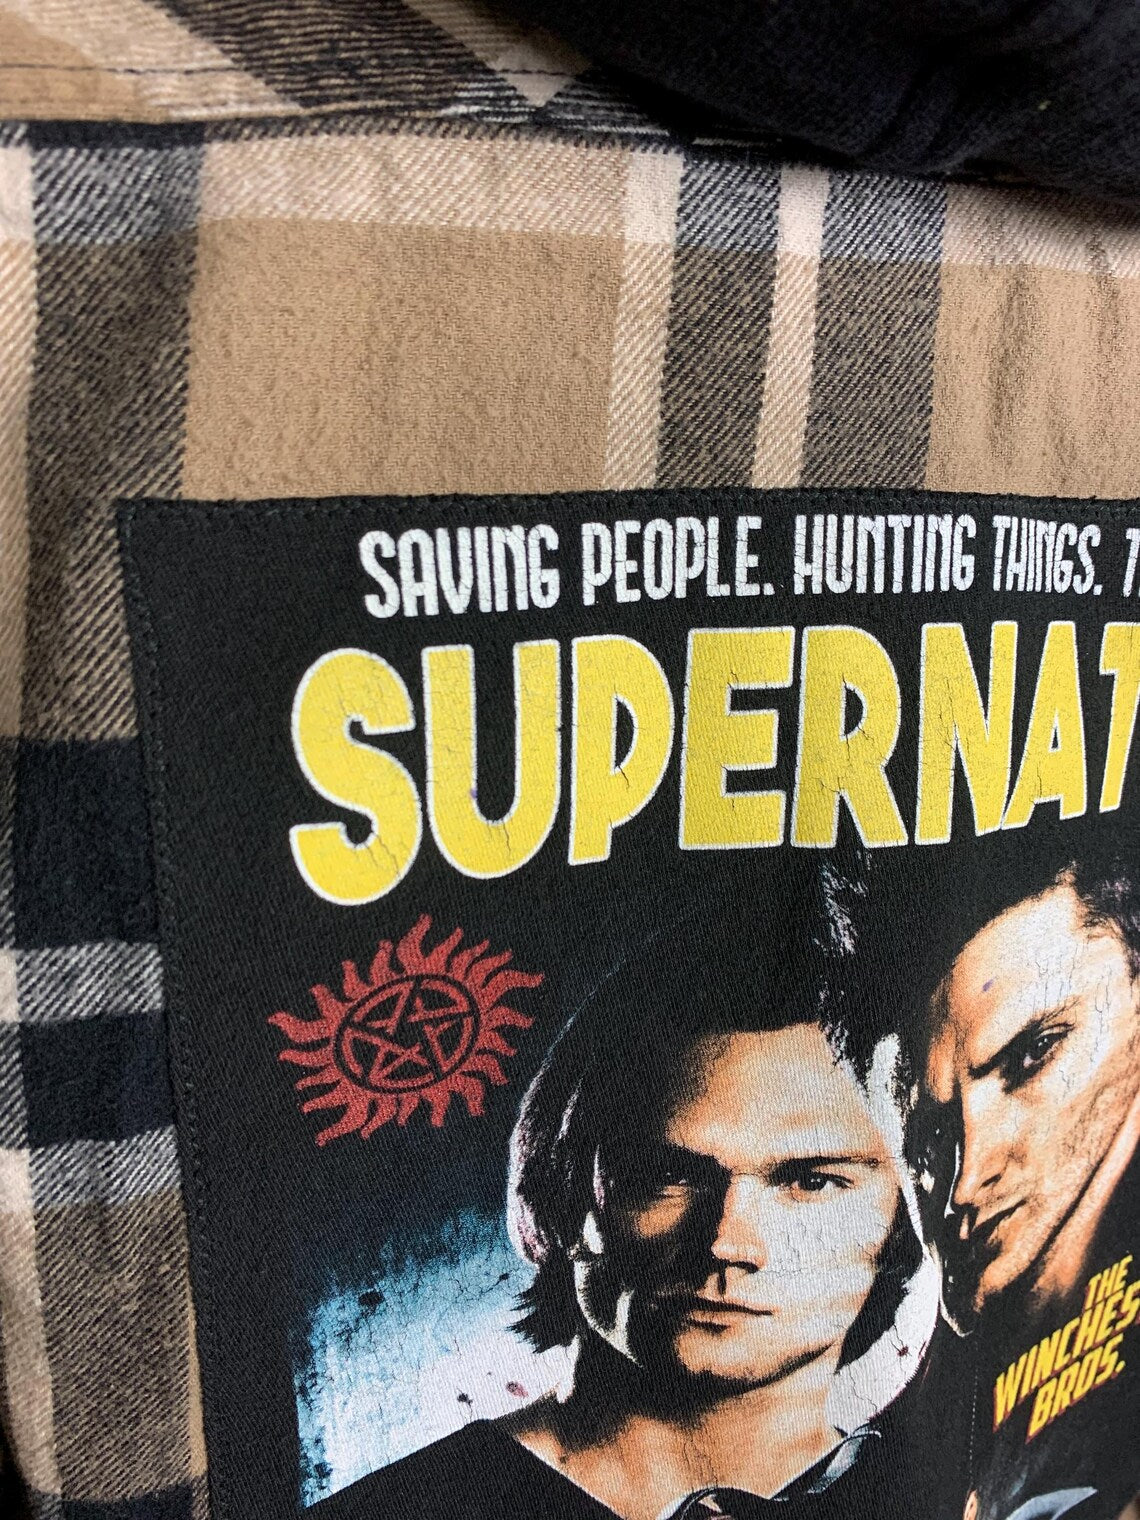 SAVING PEOPLE. HUNTING THINGS. T
SUPERNAT
THE
WINCHES
BROS.